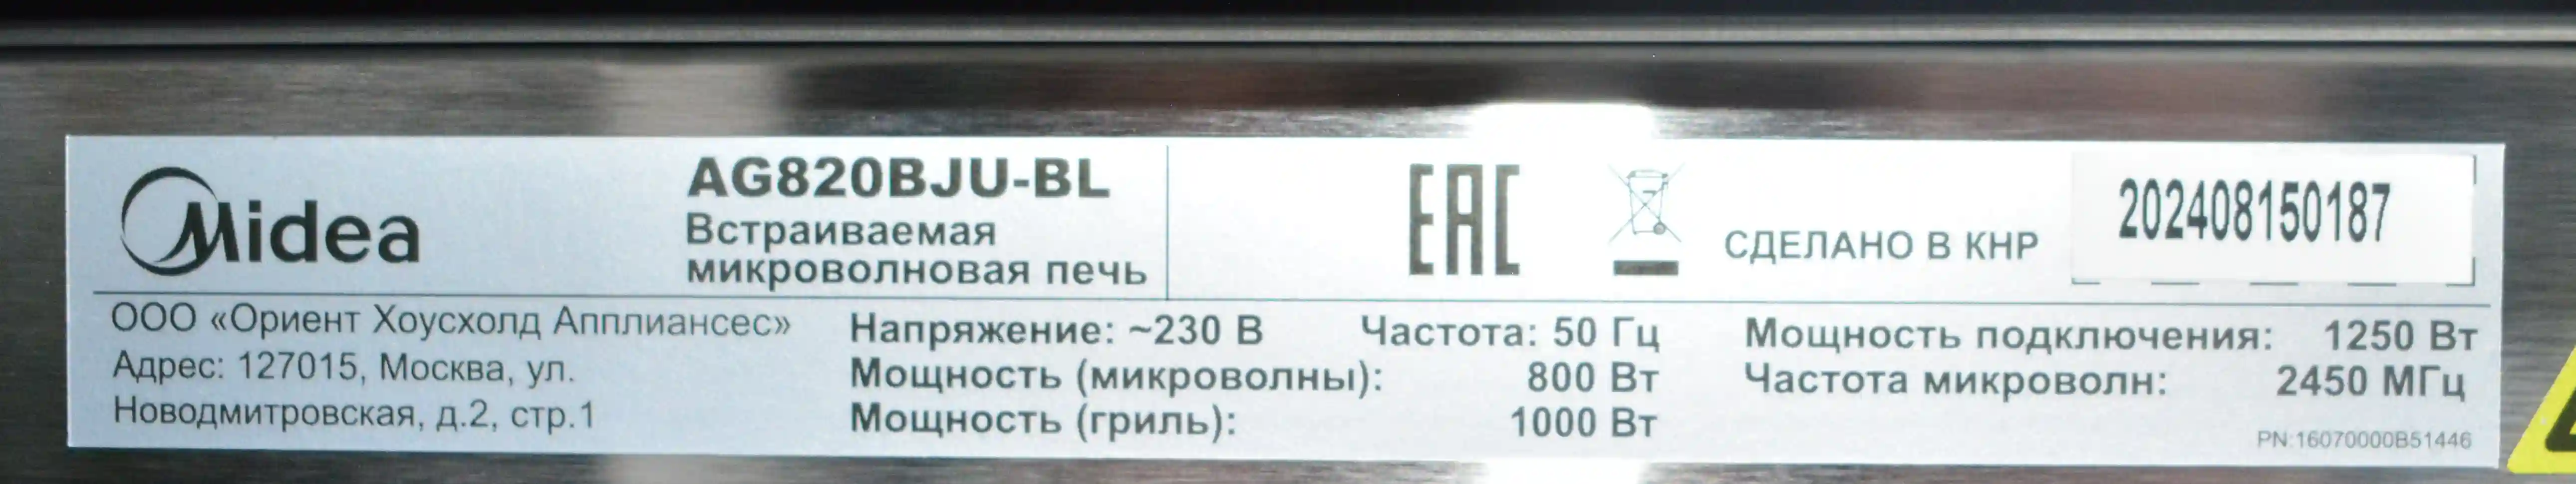 Midea
AG820BJU-BL
Встраиваемая
микроволновая печь
EAC
СДЕЛАНО В КНР
202408150187
ООО «Ориент Хоусхолд Апплиансес»
Адрес: 127015, Москва, ул.
Новодмитровская, д.2, стр.1
Напряжение: ~230 В Частота: 50 Гц
Мощность (микроволны): 800 Вт
Мощность (гриль): 1000 Вт
Мощность подключения: 1250 Вт
Частота микроволн: 2450 МГц
PN:16070000B51446